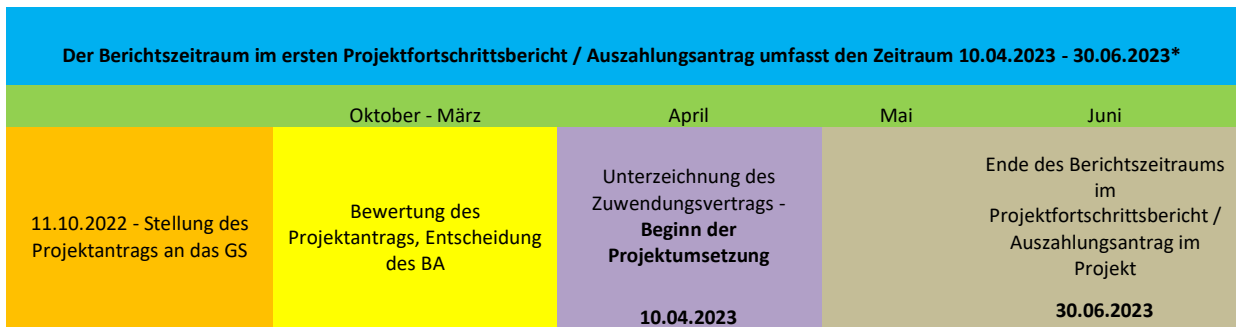 Der Berichtszeitraum im ersten Projektfortschrittsbericht / Auszahlungsantrag umfasst den Zeitraum 10.04.2023 - 30.06.2023*
Oktober - März
April
Mai
Juni
11.10.2022 - Stellung des
Projektantrags an das GS
Bewertung des
Projektantrags, Entscheidung
des BA
Unterzeichnung des
Zuwendungsvertrags -
Beginn der
Projektumsetzung
10.04.2023
Ende des Berichtszeitraums
im
Projektfortschrittsbericht /
Auszahlungsantrag im
Projekt
30.06.2023